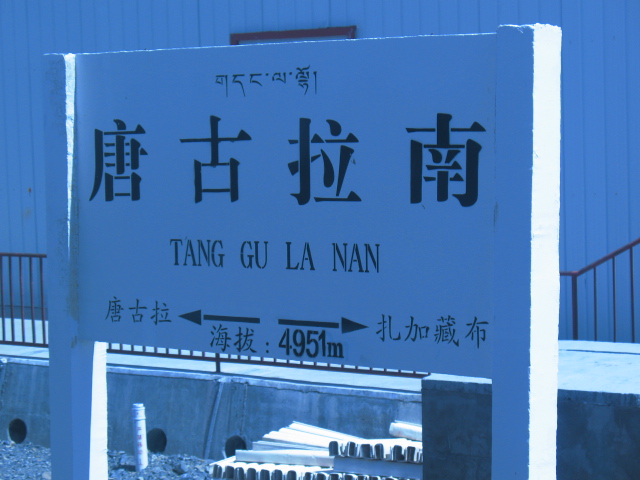 གདང་ལ་ལྷོ།
唐古拉南
TANG GU LA NAN
唐古拉 扎加藏布
海拔：4951m